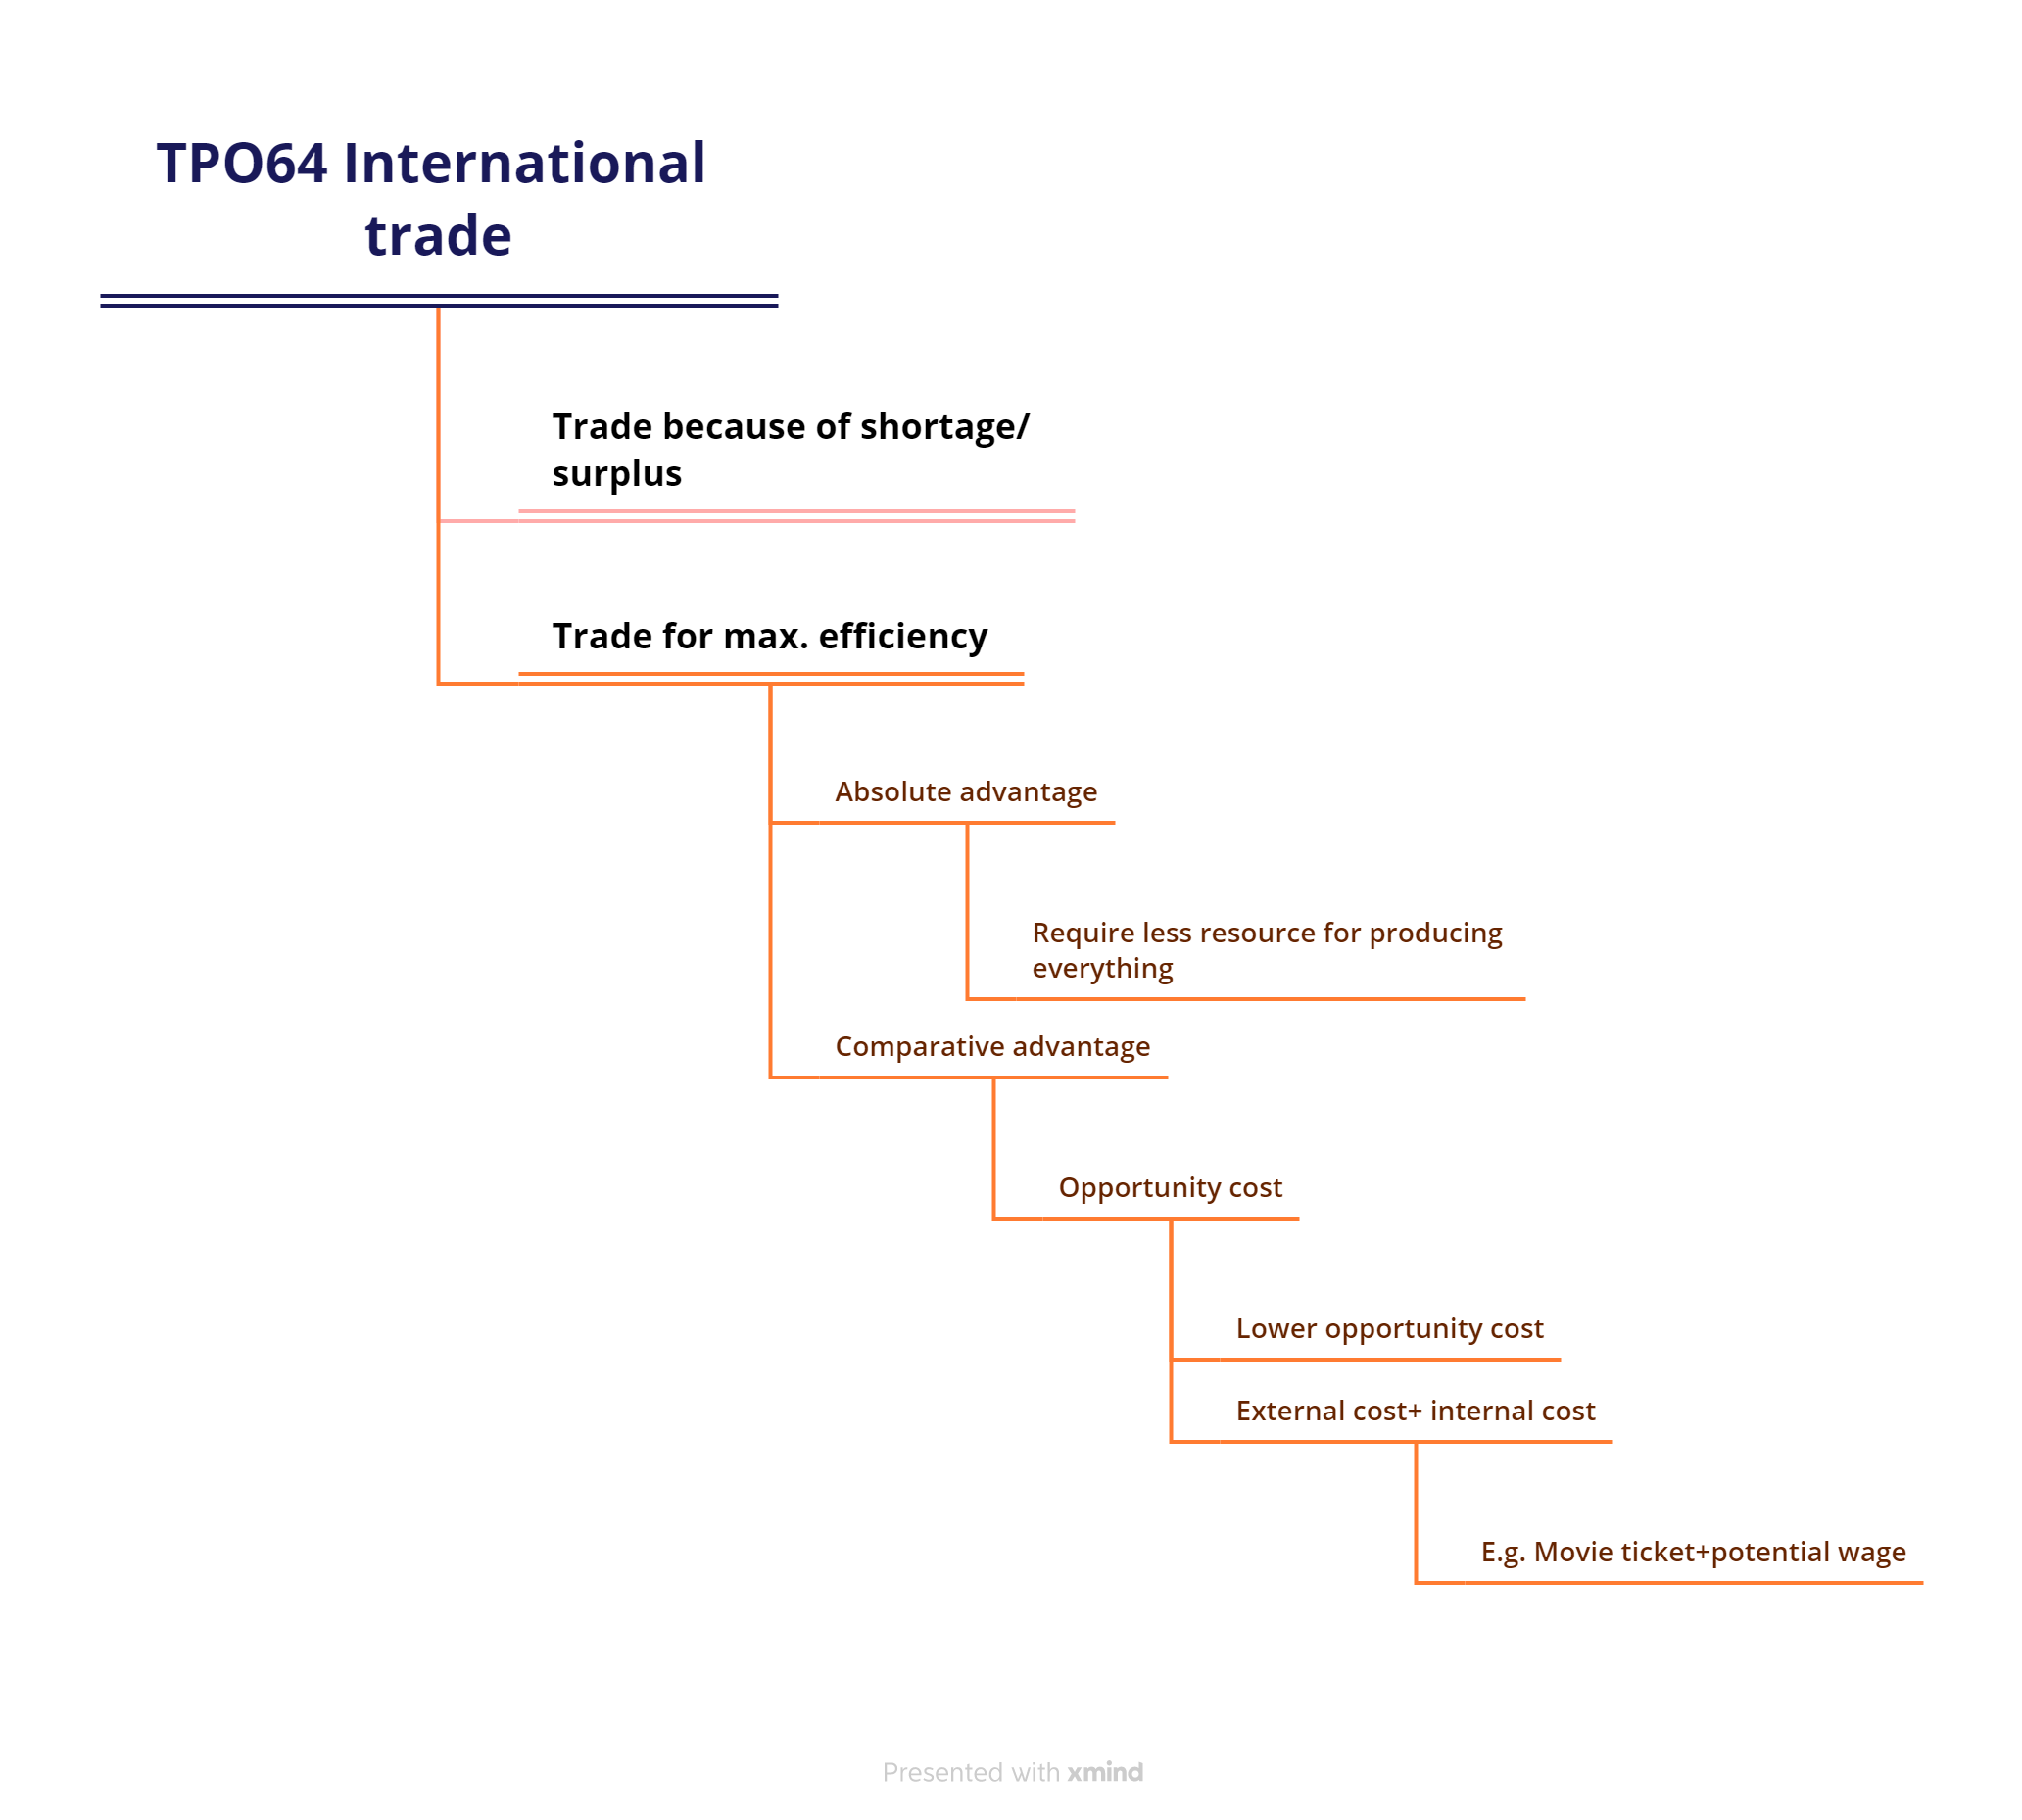 TPO64 International
trade
Trade because of shortage/
surplus
Trade for max. efficiency
Absolute advantage
Require less resource for producing
everything
Comparative advantage
Opportunity cost
Lower opportunity cost
External cost+ internal cost
E.g. Movie ticket+potential wage
Presented with xmind